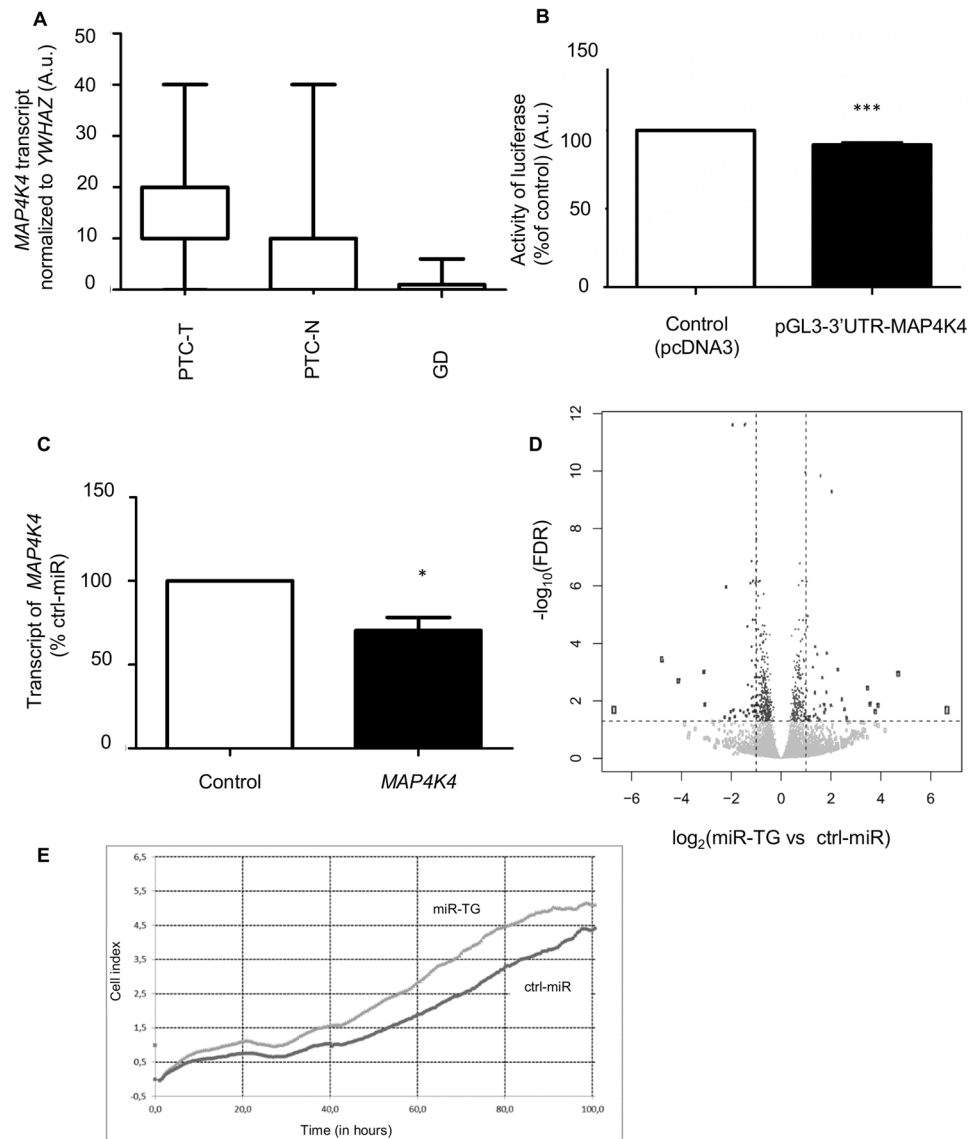 A
50
40
30
20
10
0
MAP4K4 transcript
normalized to YWHAZ (A.u.)
PTC-T
PTC-N
GD
B
150
100
50
0
Activity of luciferase
(%of control) (A.u.)
***
Control
(pcDNA3)
pGL3-3'UTR-MAP4K4
C
150
100
50
0
Transcript of MAP4K4
(% ctrl-miR)
*
Control
MAP4K4
D
12
10
8
6
4
2
0
-log10(FDR)
−6
−4
−2
0
2
4
6
log2(miR-TG vs ctrl-miR)
E
6,5
5,5
4,5
3,5
2,5
1,5
0,5
-0,5
Cell index
miR-TG
ctrl-miR
0,0
20,0
40,0
60,0
80,0
100,0
Time (in hours)